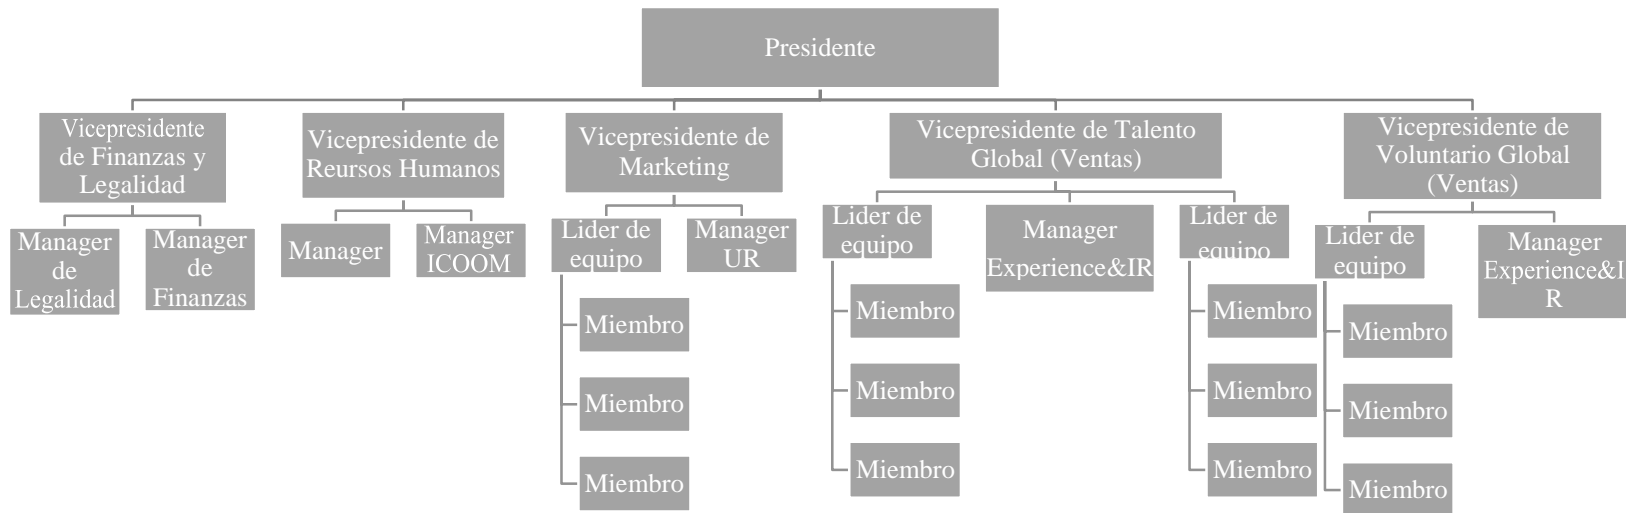 Presidente
Vicepresidente
de Finanzas y
Legalidad
Vicepresidente de
Reursos Humanos
Vicepresidente de
Marketing
Vicepresidente de Talento
Global (Ventas)
Vicepresidente de
Voluntario Global
(Ventas)
Manager
de
Legalidad
Manager
de
Finanzas
Manager
Manager
ICOOM
Lider de
equipo
Manager
UR
Lider de
equipo
Manager
Experience&IR
Lider de
equipo
Lider de
equipo
Manager
Experience&I
R
Miembro
Miembro
Miembro
Miembro
Miembro
Miembro
Miembro
Miembro
Miembro
Miembro
Miembro
Miembro